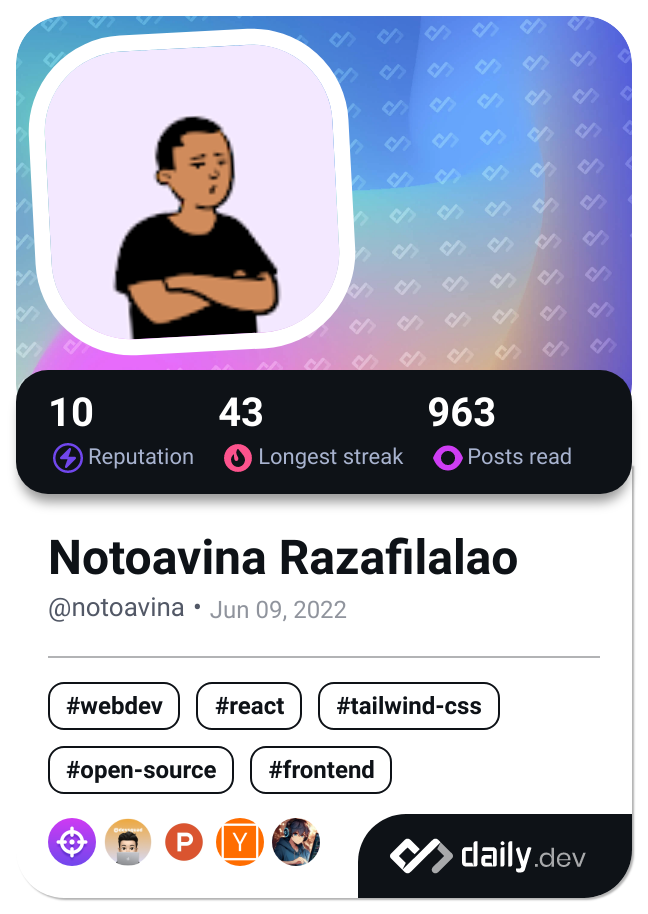 10 43 963
Reputation Longest streak Posts read
Notoavina Razafilalao
@notoavina • Jun 09, 2022
#webdev #react #tailwind-css
#open-source #frontend
P Y
daily.dev